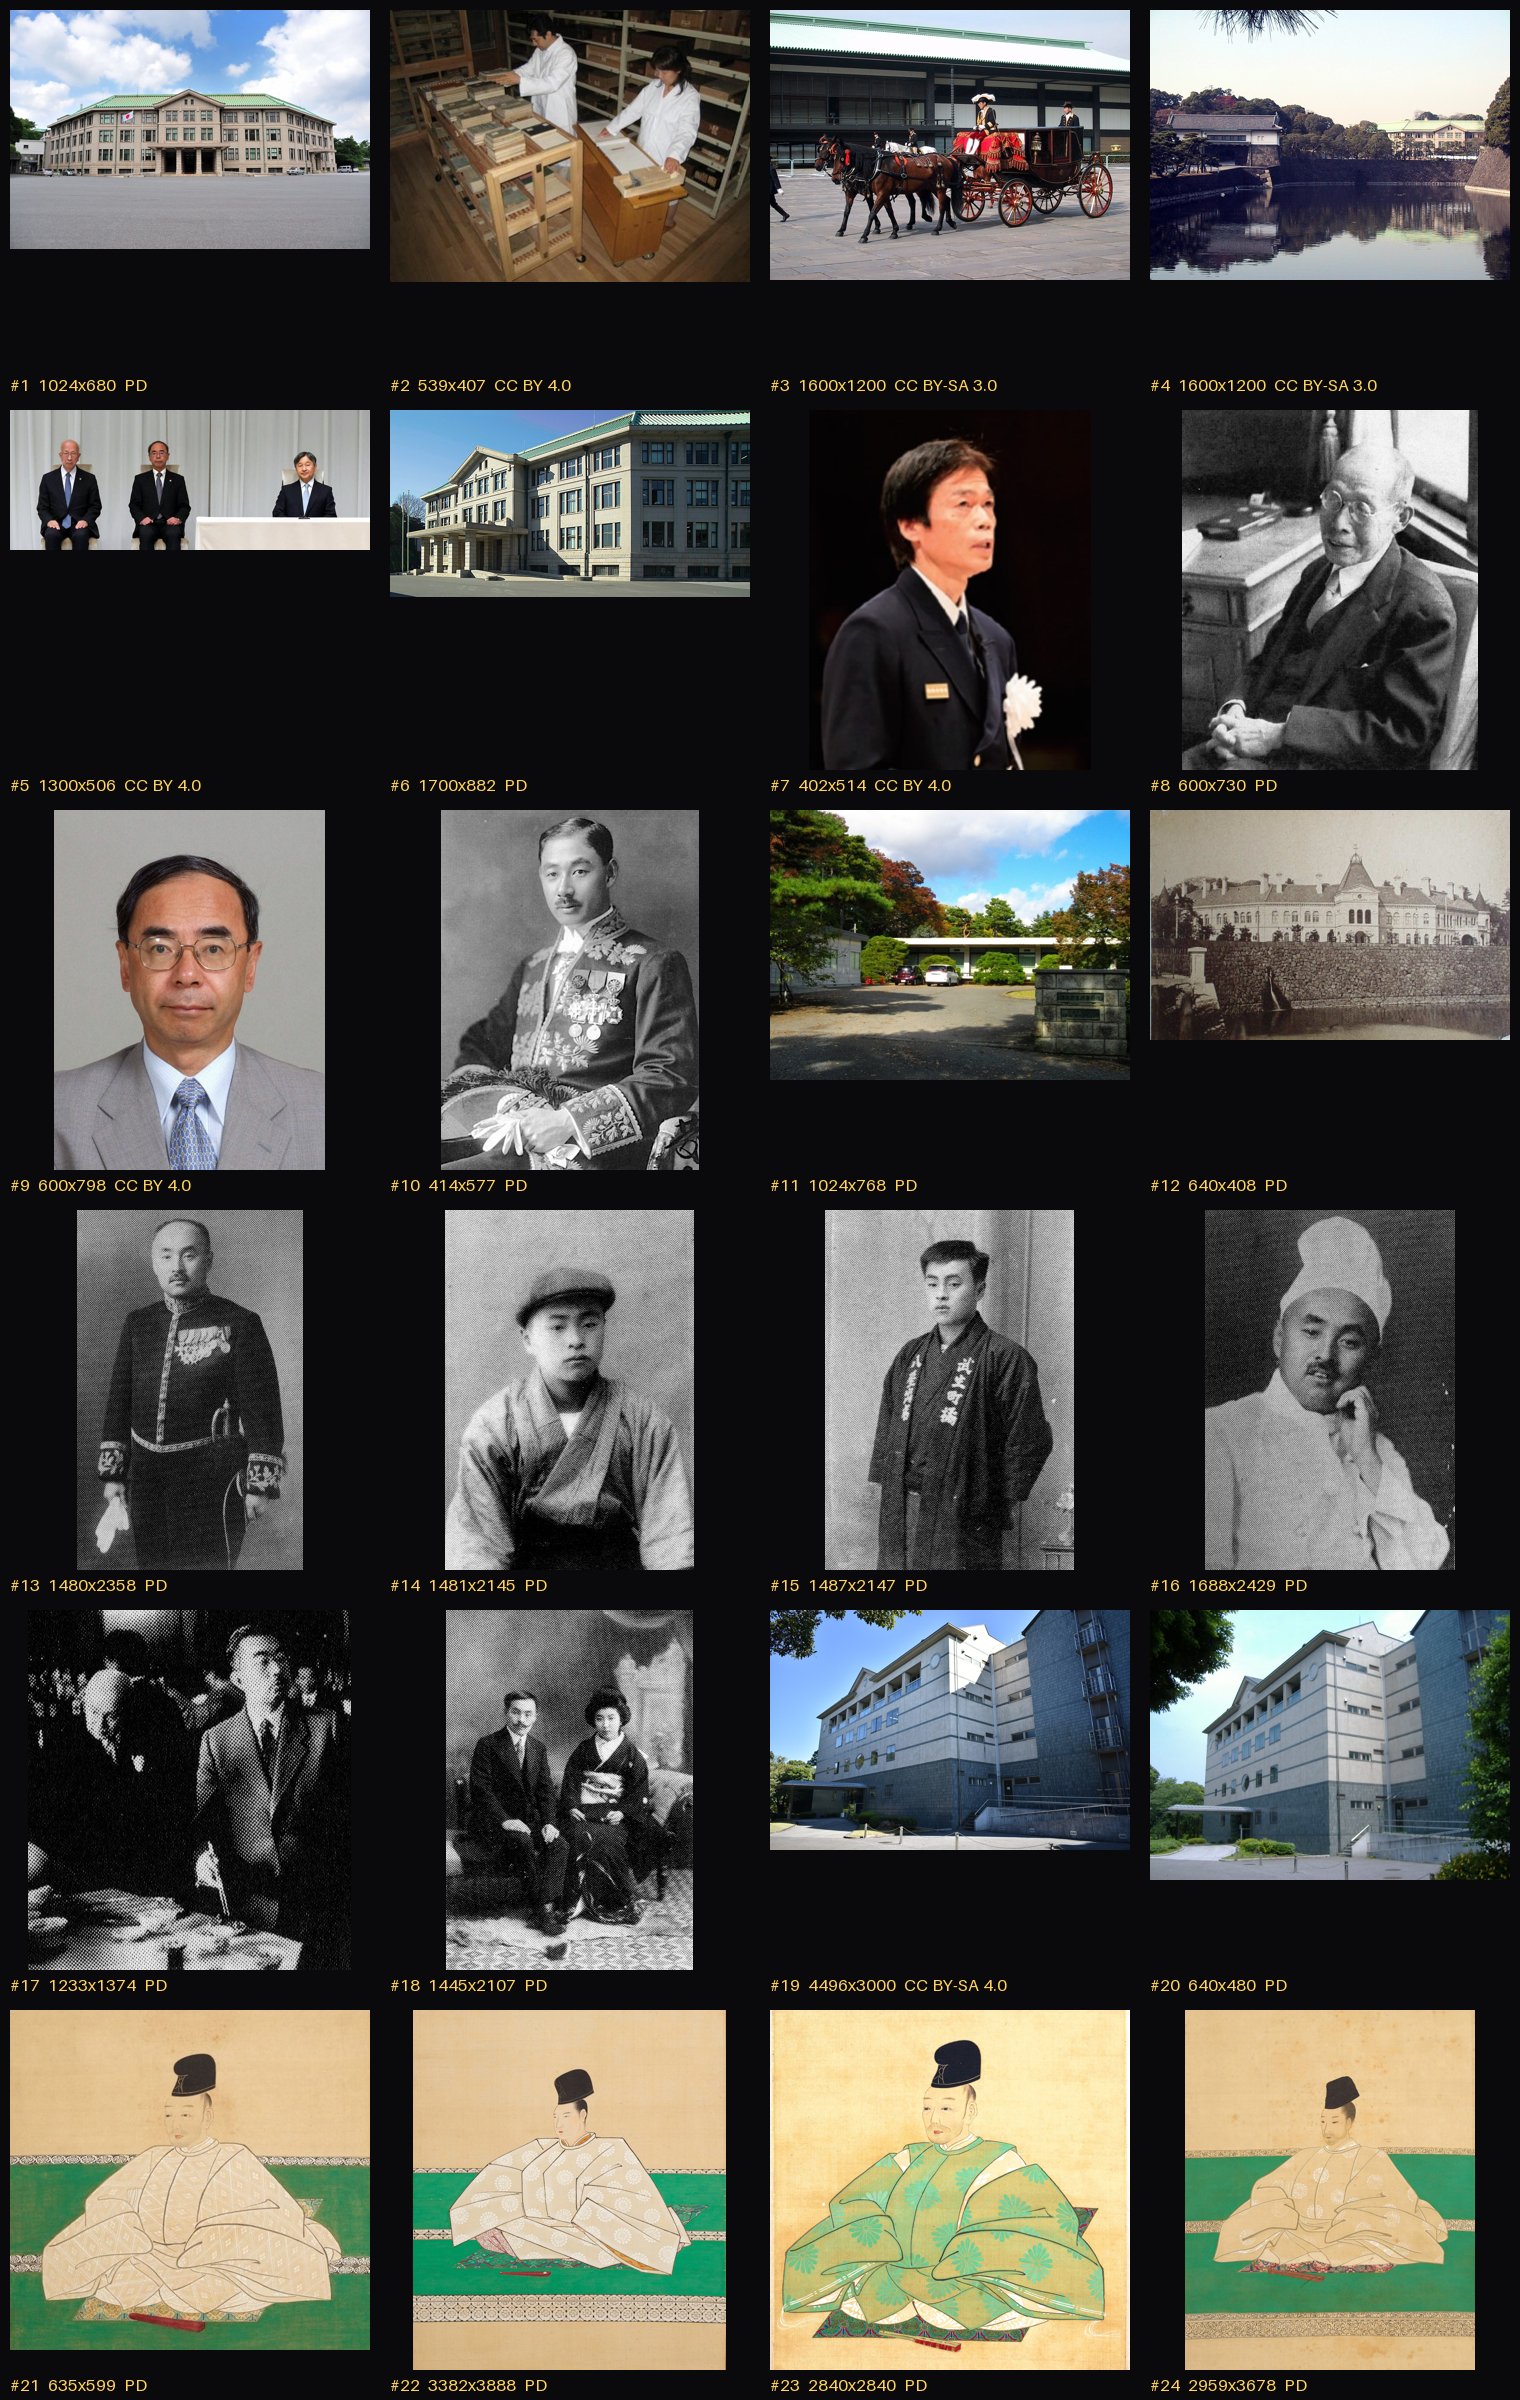 #1 1024x680 PD
#2 539x407 CC BY 4.0
#3 1600x1200 CC BY-SA 3.0
#4 1600x1200 CC BY-SA 3.0
#5 1300x506 CC BY 4.0
#6 1700x882 PD
#7 402x514 CC BY 4.0
#8 600x730 PD
#9 600x798 CC BY 4.0
#10 414x577 PD
#11 1024x768 PD
#12 640x408 PD
武生町
#13 1480x2358 PD
#14 1481x2145 PD
#15 1487x2147 PD
#16 1688x2429 PD
#17 1233x1374 PD
#18 1445x2107 PD
#19 4496x3000 CC BY-SA 4.0
#20 640x480 PD
#21 635x599 PD
#22 3382x3888 PD
#23 2840x2840 PD
#24 2959x3678 PD